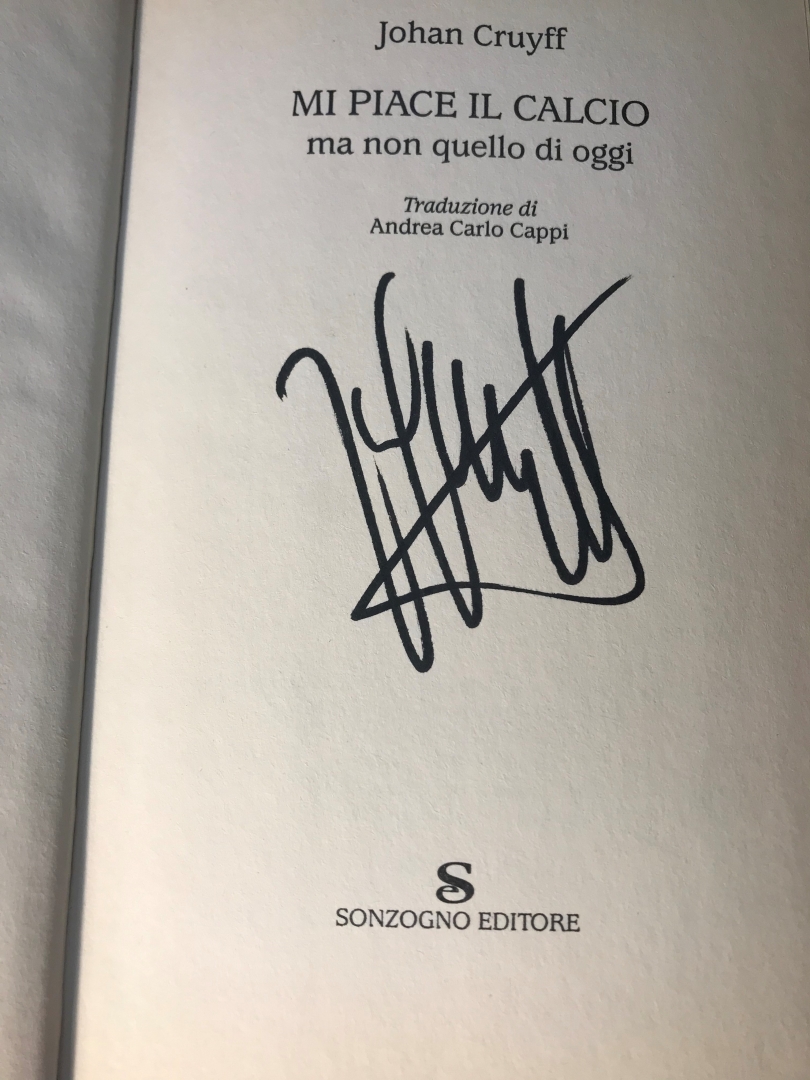 Johan Cruyff
MI PIACE IL CALCIO
ma non quello di oggi
Traduzione di
Andrea Carlo Cappi
SONZOGNO EDITORE